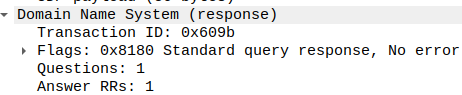 Domain Name System (response)
Transaction ID: 0x609b
Flags: 0x8180 Standard query response, No error
Questions: 1
Answer RRs: 1